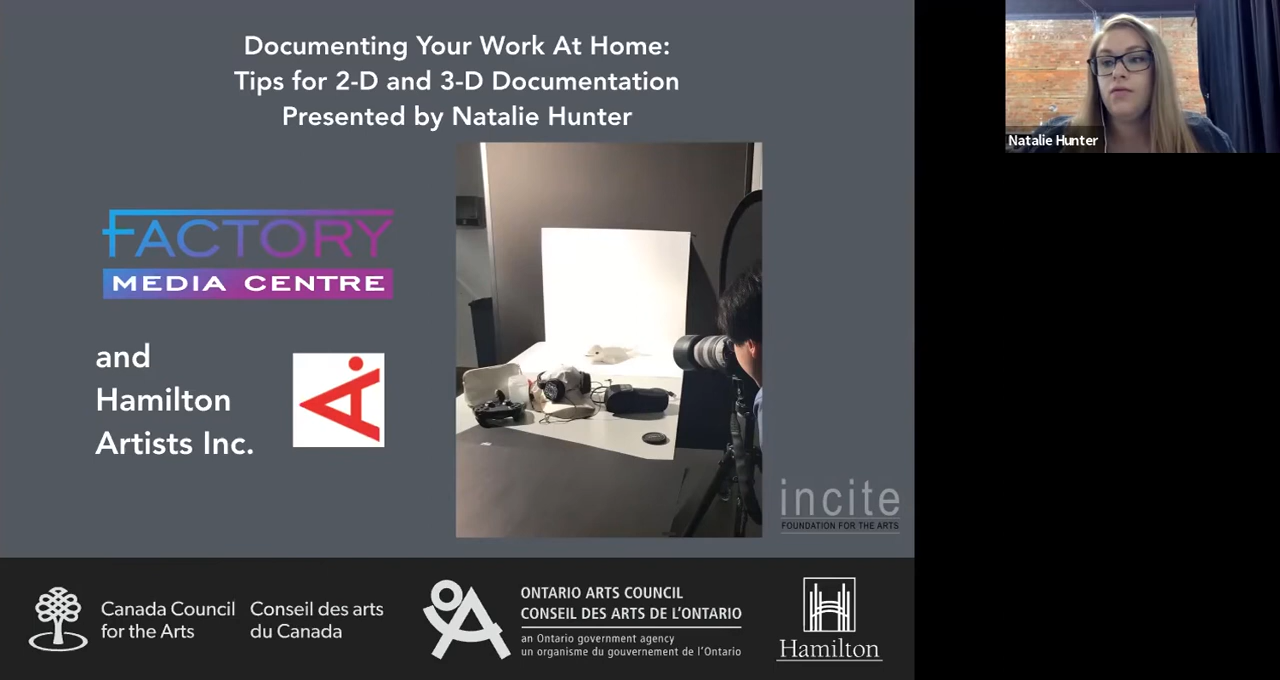 Documenting Your Work At Home:
Tips for 2-D and 3-D Documentation
Presented by Natalie Hunter
FACTORY
MEDIA CENTRE
and
Hamilton
Artists Inc.
incite
FOUNDATION FOR THE ARTS
Canada Council
for the Arts
Conseil des arts
du Canada
ONTARIO ARTS COUNCIL
CONSEIL DES ARTS DE L'ONTARIO
an Ontario government agency
un organisme du gouvernement de l'Ontario
Hamilton
Natalie Hunter